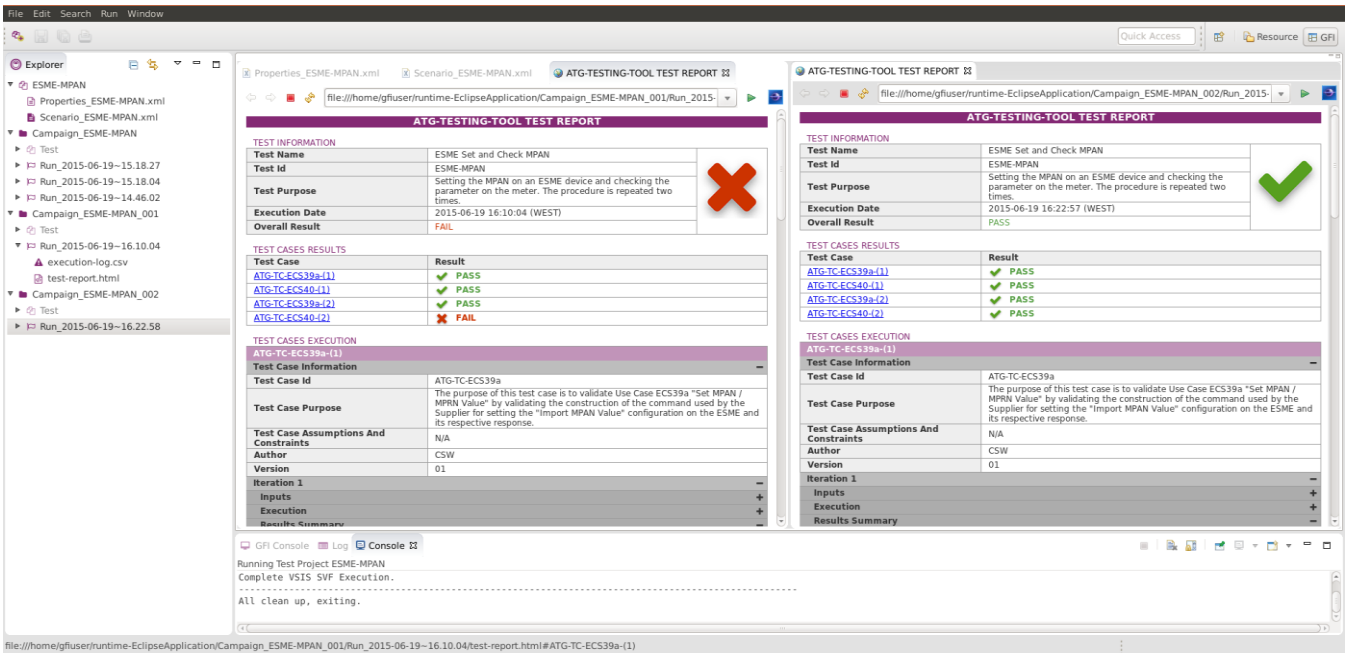 File Edit Search Run Window
Quick Access
Resource
GFI
Explorer
ESME-MPAN
Properties_ESME-MPAN.xml
Scenario_ESME-MPAN.xml
Campaign_ESME-MPAN
Test
Run_2015-06-19~15.18.27
Run_2015-06-19~15.18.04
Run_2015-06-19~14.46.02
Campaign_ESME-MPAN_001
Test
Run_2015-06-19~16.10.04
execution-log.csv
test-report.html
Campaign_ESME-MPAN_002
Test
Run_2015-06-19~16.22.58
Properties_ESME-MPAN.xml
Scenario_ESME-MPAN.xml
ATG-TESTING-TOOL TEST REPORT
file:///home/gfiuser/runtime-EclipseApplication/Campaign_ESME-MPAN_001/Run_2015-
ATG-TESTING-TOOL TEST REPORT
TEST INFORMATION
Test Name ESME Set and Check MPAN
Test Id ESME-MPAN
Test Purpose Setting the MPAN on an ESME device and checking the
parameter on the meter. The procedure is repeated two
times.
Execution Date 2015-06-19 16:10:04 (WEST)
Overall Result FAIL
TEST CASES RESULTS
Test Case Result
ATG-TC-ECS39a-(1) PASS
ATG-TC-ECS40-(1) PASS
ATG-TC-ECS39a-(2) PASS
ATG-TC-ECS40-(2) FAIL
TEST CASES EXECUTION
ATG-TC-ECS39a-(1)
Test Case Information
Test Case Id ATG-TC-ECS39a
Test Case Purpose The purpose of this test case is to validate Use Case ECS39a "Set MPAN /
MPRN Value" by validating the construction of the command used by the
Supplier for setting the "Import MPAN Value" configuration on the ESME and
its respective response.
Test Case Assumptions And
Constraints N/A
Author CSW
Version 01
Iteration 1
Inputs
Execution
Results Summary
ATG-TESTING-TOOL TEST REPORT
file:///home/gfiuser/runtime-EclipseApplication/Campaign_ESME-MPAN_002/Run_2015-
ATG-TESTING-TOOL TEST REPORT
TEST INFORMATION
Test Name ESME Set and Check MPAN
Test Id ESME-MPAN
Test Purpose Setting the MPAN on an ESME device and checking the
parameter on the meter. The procedure is repeated two
times.
Execution Date 2015-06-19 16:22:57 (WEST)
Overall Result PASS
TEST CASES RESULTS
Test Case Result
ATG-TC-ECS39a-(1) PASS
ATG-TC-ECS40-(1) PASS
ATG-TC-ECS39a-(2) PASS
ATG-TC-ECS40-(2) PASS
TEST CASES EXECUTION
ATG-TC-ECS39a-(1)
Test Case Information
Test Case Id ATG-TC-ECS39a
Test Case Purpose The purpose of this test case is to validate Use Case ECS39a "Set MPAN /
MPRN Value" by validating the construction of the command used by the
Supplier for setting the "Import MPAN Value" configuration on the ESME and
its respective response.
Test Case Assumptions And
Constraints N/A
Author CSW
Version 01
Iteration 1
Inputs
Execution
Results Summary
GFI Console Log Console
Running Test Project ESME-MPAN
Complete VSIS SVF Execution.
--------------------------------------------------------------------------------
All clean up, exiting.
file:///home/gfiuser/runtime-EclipseApplication/Campaign_ESME-MPAN_001/Run_2015-06-19~16.10.04/test-report.html#ATG-TC-ECS39a-(1)